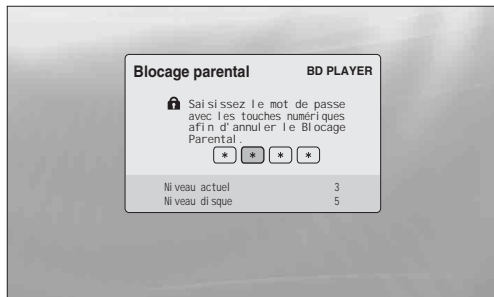 Blocage parental BD PLAYER
Saisissez le mot de passe
avec les touches numériques
afin d'annuler le Blocage
Parental.
* * * *
Niveau actuel 3
Niveau disque 5